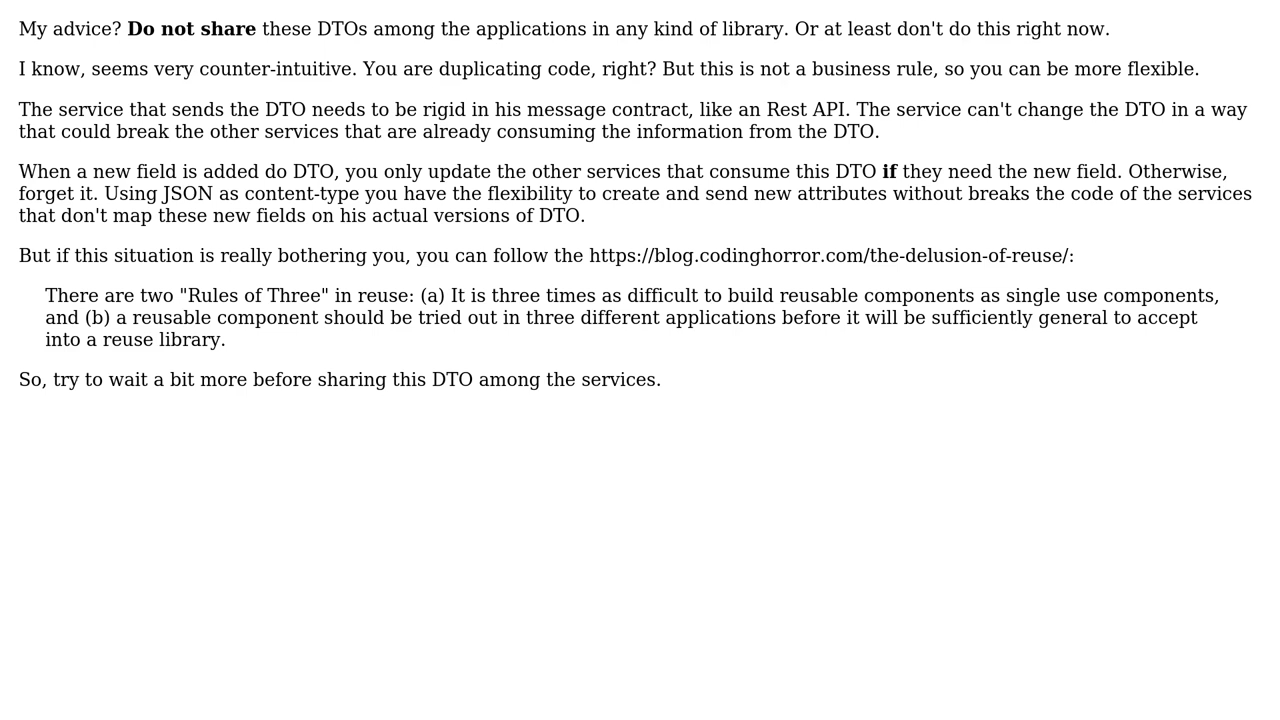 My advice? Do not share these DTOs among the applications in any kind of library. Or at least don't do this right now.
I know, seems very counter-intuitive. You are duplicating code, right? But this is not a business rule, so you can be more flexible.
The service that sends the DTO needs to be rigid in his message contract, like an Rest API. The service can't change the DTO in a way
that could break the other services that are already consuming the information from the DTO.
When a new field is added do DTO, you only update the other services that consume this DTO if they need the new field. Otherwise,
forget it. Using JSON as content-type you have the flexibility to create and send new attributes without breaks the code of the services
that don't map these new fields on his actual versions of DTO.
But if this situation is really bothering you, you can follow the https://blog.codinghorror.com/the-delusion-of-reuse/:
There are two "Rules of Three" in reuse: (a) It is three times as difficult to build reusable components as single use components,
and (b) a reusable component should be tried out in three different applications before it will be sufficiently general to accept
into a reuse library.
So, try to wait a bit more before sharing this DTO among the services.